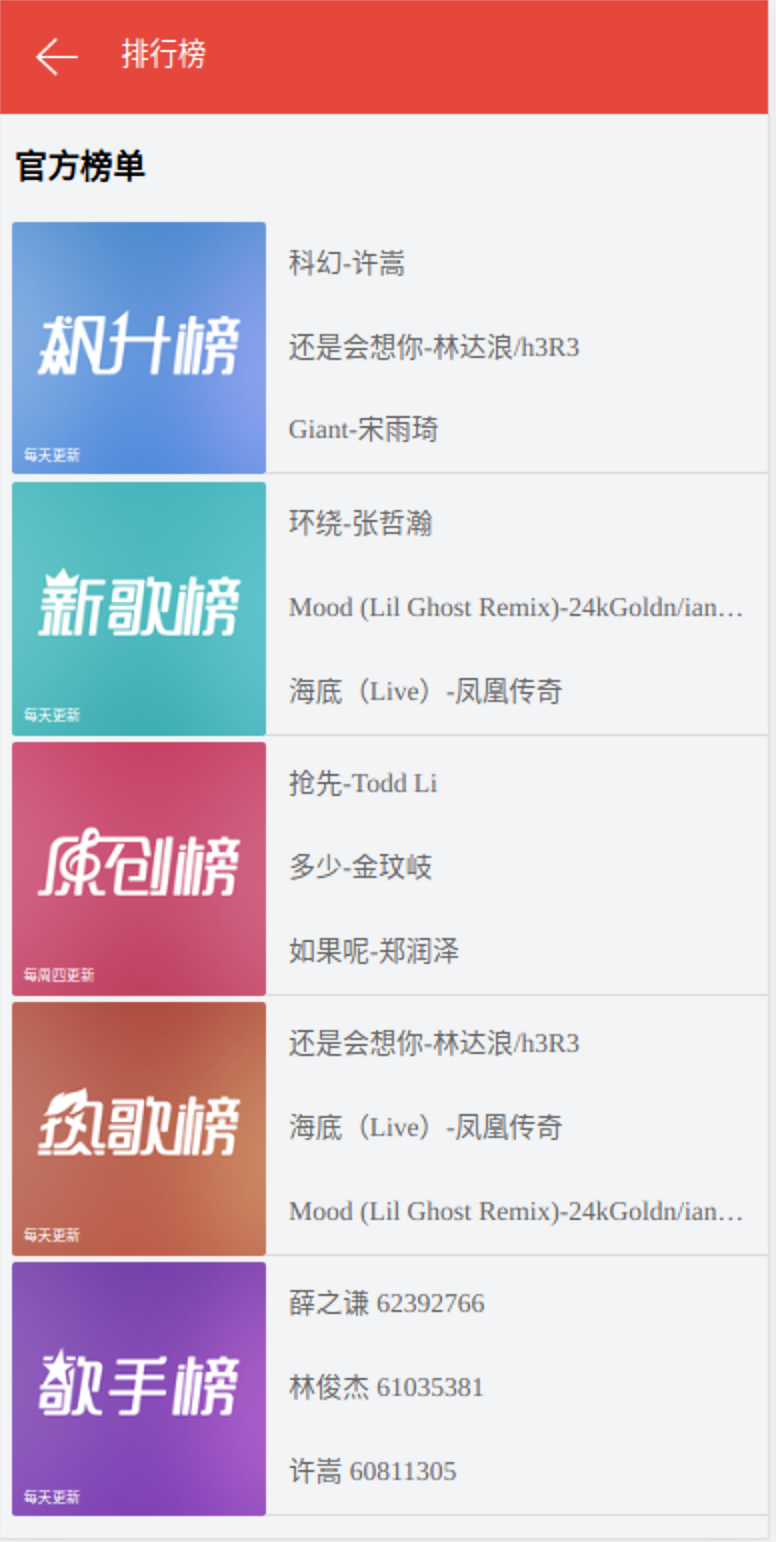 排行榜
官方榜单
飙升榜
每天更新
科幻-许嵩
还是会想你-林达浪/h3R3
Giant-宋雨琦
新歌榜
每天更新
环绕-张哲瀚
Mood (Lil Ghost Remix)-24kGoldn/ian…
海底（Live）-凤凰传奇
原创榜
每周四更新
抢先-Todd Li
多少-金玟岐
如果呢-郑润泽
热歌榜
每天更新
还是会想你-林达浪/h3R3
海底（Live）-凤凰传奇
Mood (Lil Ghost Remix)-24kGoldn/ian…
歌手榜
每天更新
薛之谦 62392766
林俊杰 61035381
许嵩 60811305